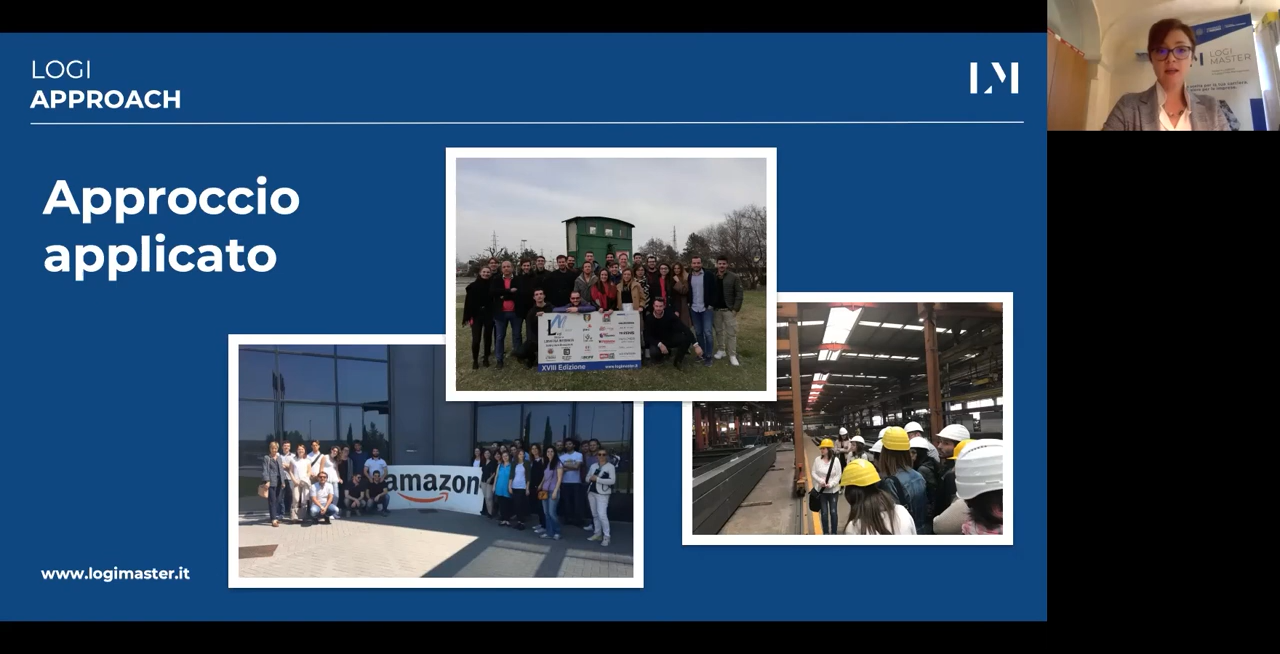 LOGI
APPROACH
LM
Approccio
applicato
XVIII Edizione
www.logimaster.it
amazon
www.logimaster.it
LOGI
MASTER